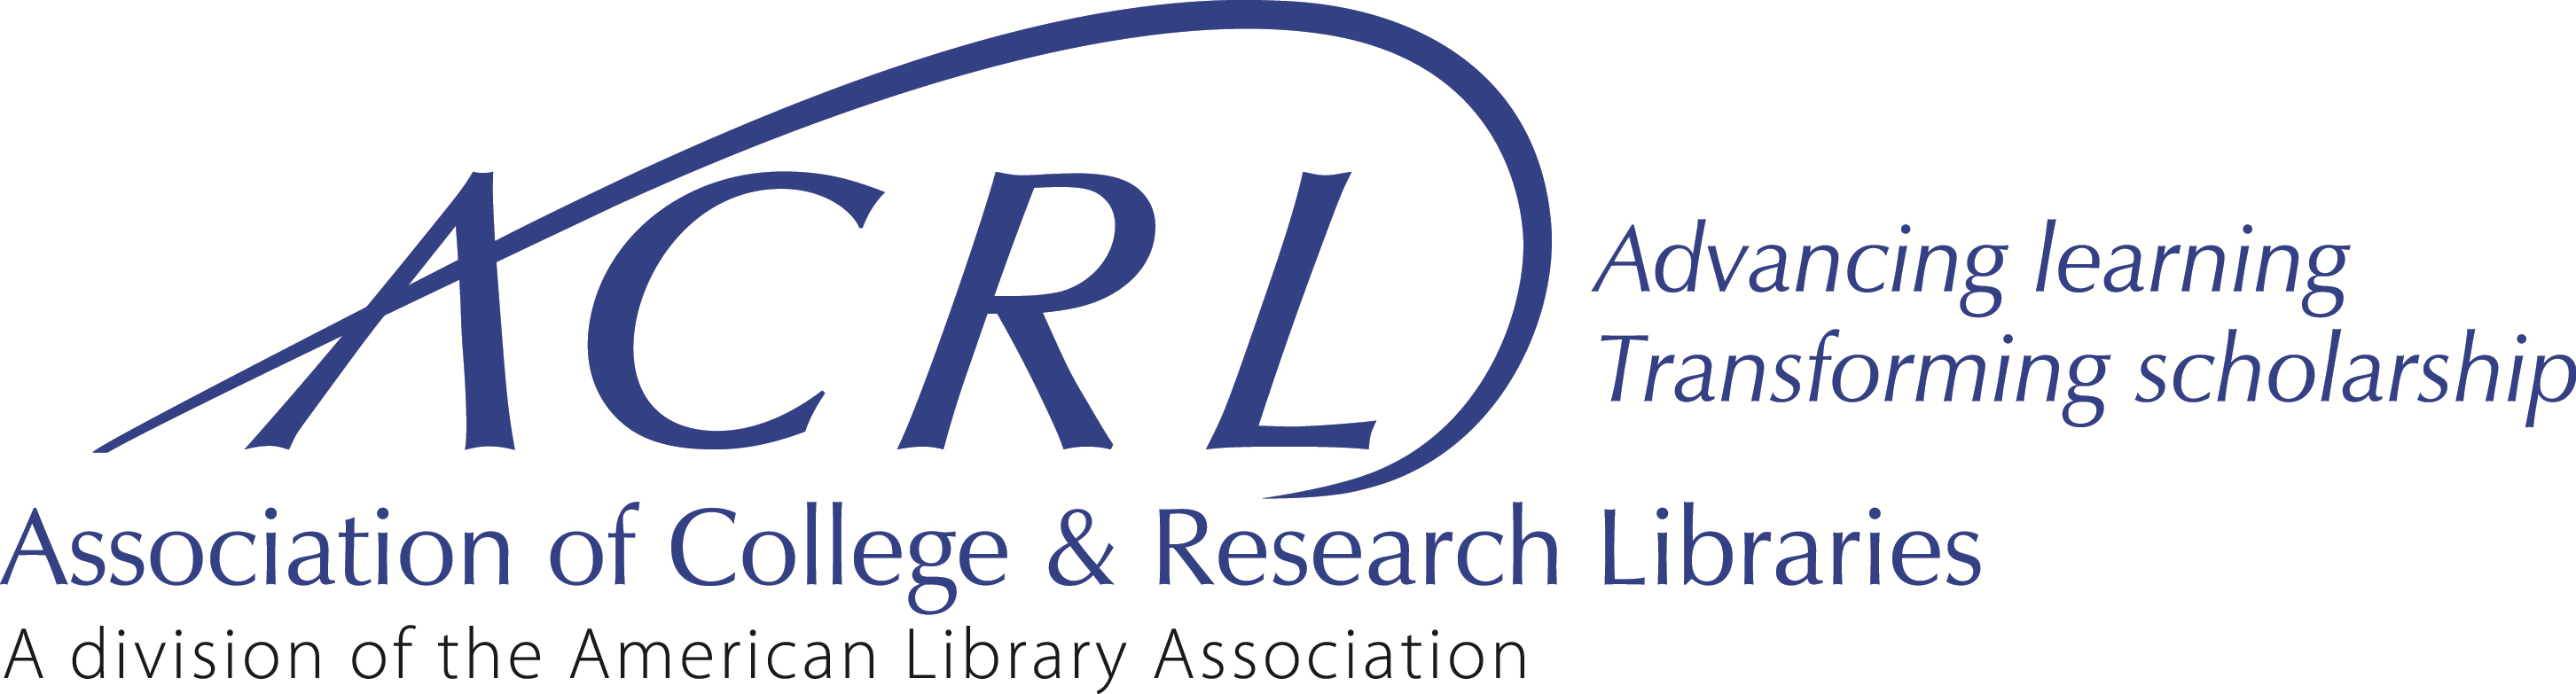 ACRL
Advancing learning
Transforming scholarship
Association of College & Research Libraries
A division of the American Library Association